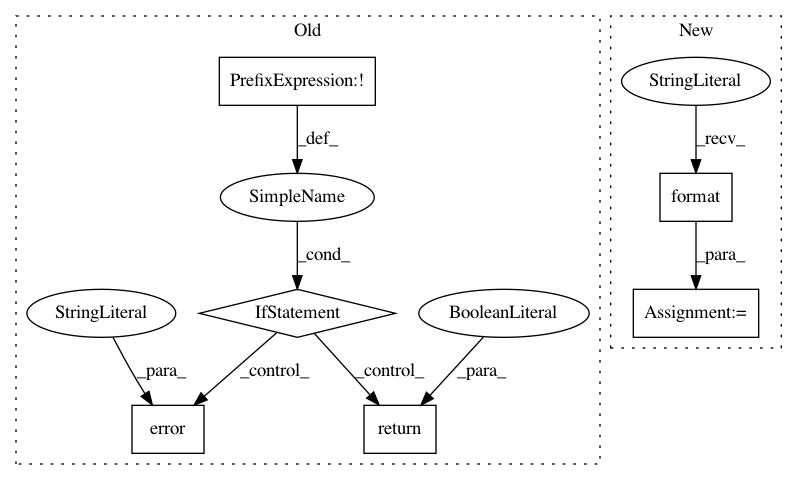 Old
New
PrefixExpression:!
StringLiteral
_def_
_recv_
SimpleName
format
_cond_
_para_
StringLiteral
IfStatement
BooleanLiteral
Assignment:=
_para_
_control_
_control_
_para_
error
return